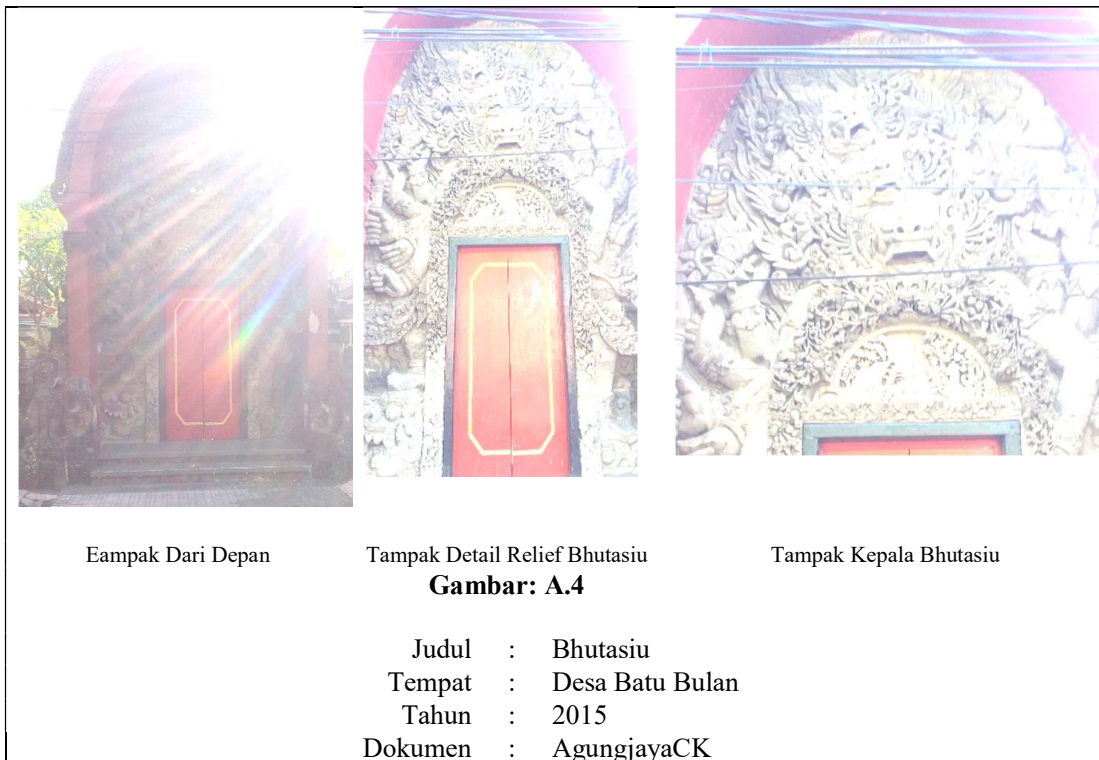 Eampak Dari Depan
Tampak Detail Relief Bhutasiu
Tampak Kepala Bhutasiu
Gambar: A.4
Judul : Bhutasiu
Tempat : Desa Batu Bulan
Tahun : 2015
Dokumen : AgungjayaCK